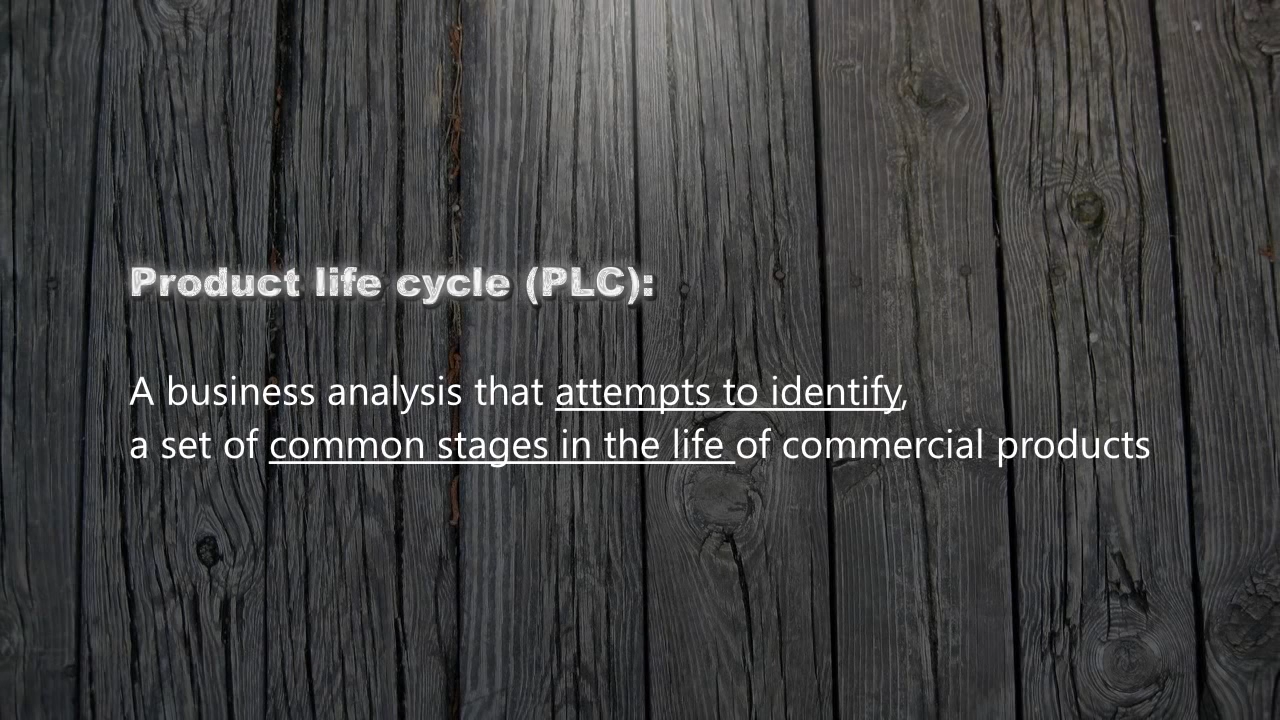 Product life cycle (PLC):
A business analysis that attempts to identify,
a set of common stages in the life of commercial products